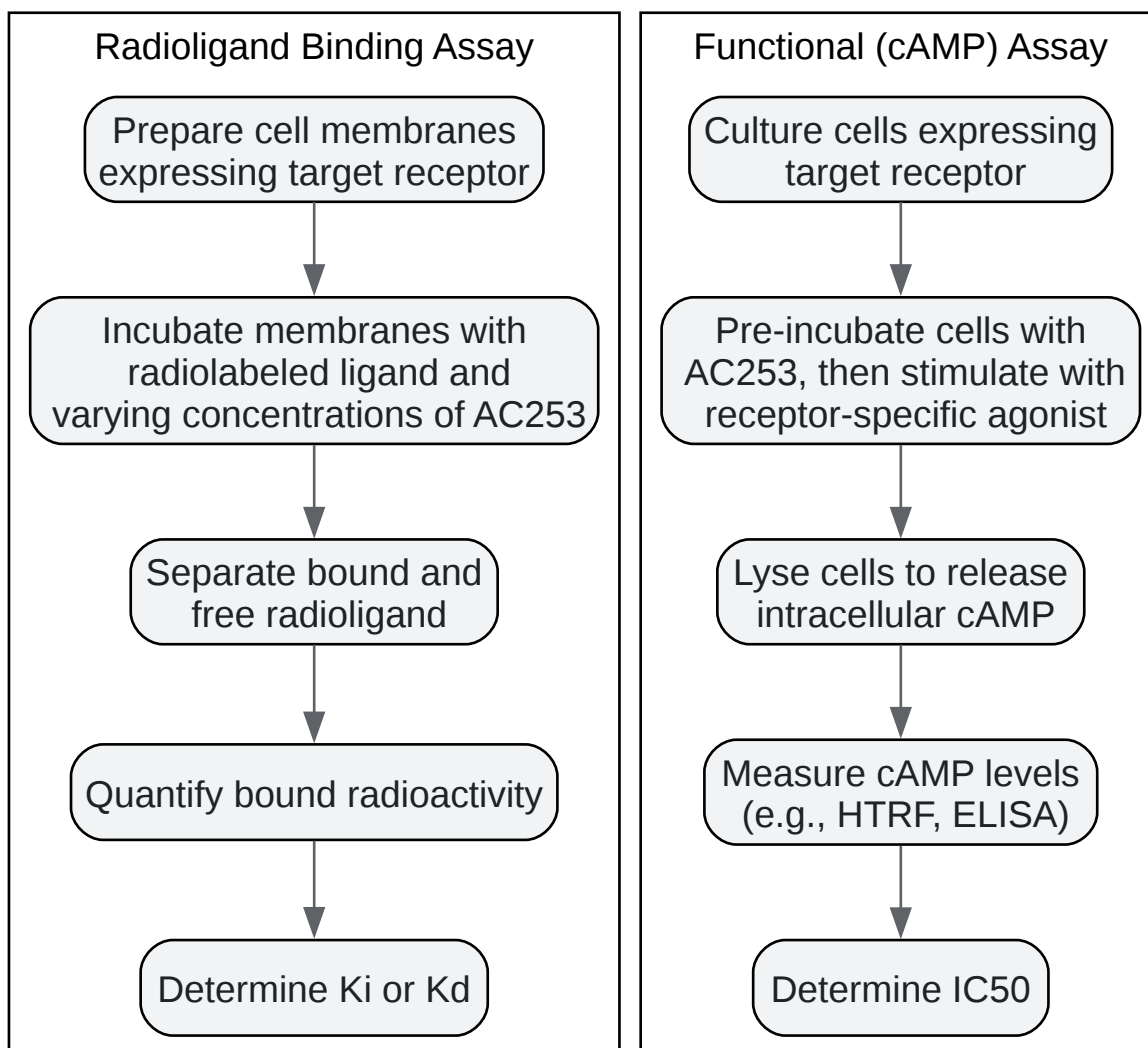 Radioligand Binding Assay
Prepare cell membranes
expressing target receptor
Incubate membranes with
radiolabeled ligand and
varying concentrations of AC253
Separate bound and
free radioligand
Quantify bound radioactivity
Determine Ki or Kd
Functional (cAMP) Assay
Culture cells expressing
target receptor
Pre-incubate cells with
AC253, then stimulate with
receptor-specific agonist
Lyse cells to release
intracellular cAMP
Measure cAMP levels
(e.g., HTRF, ELISA)
Determine IC50